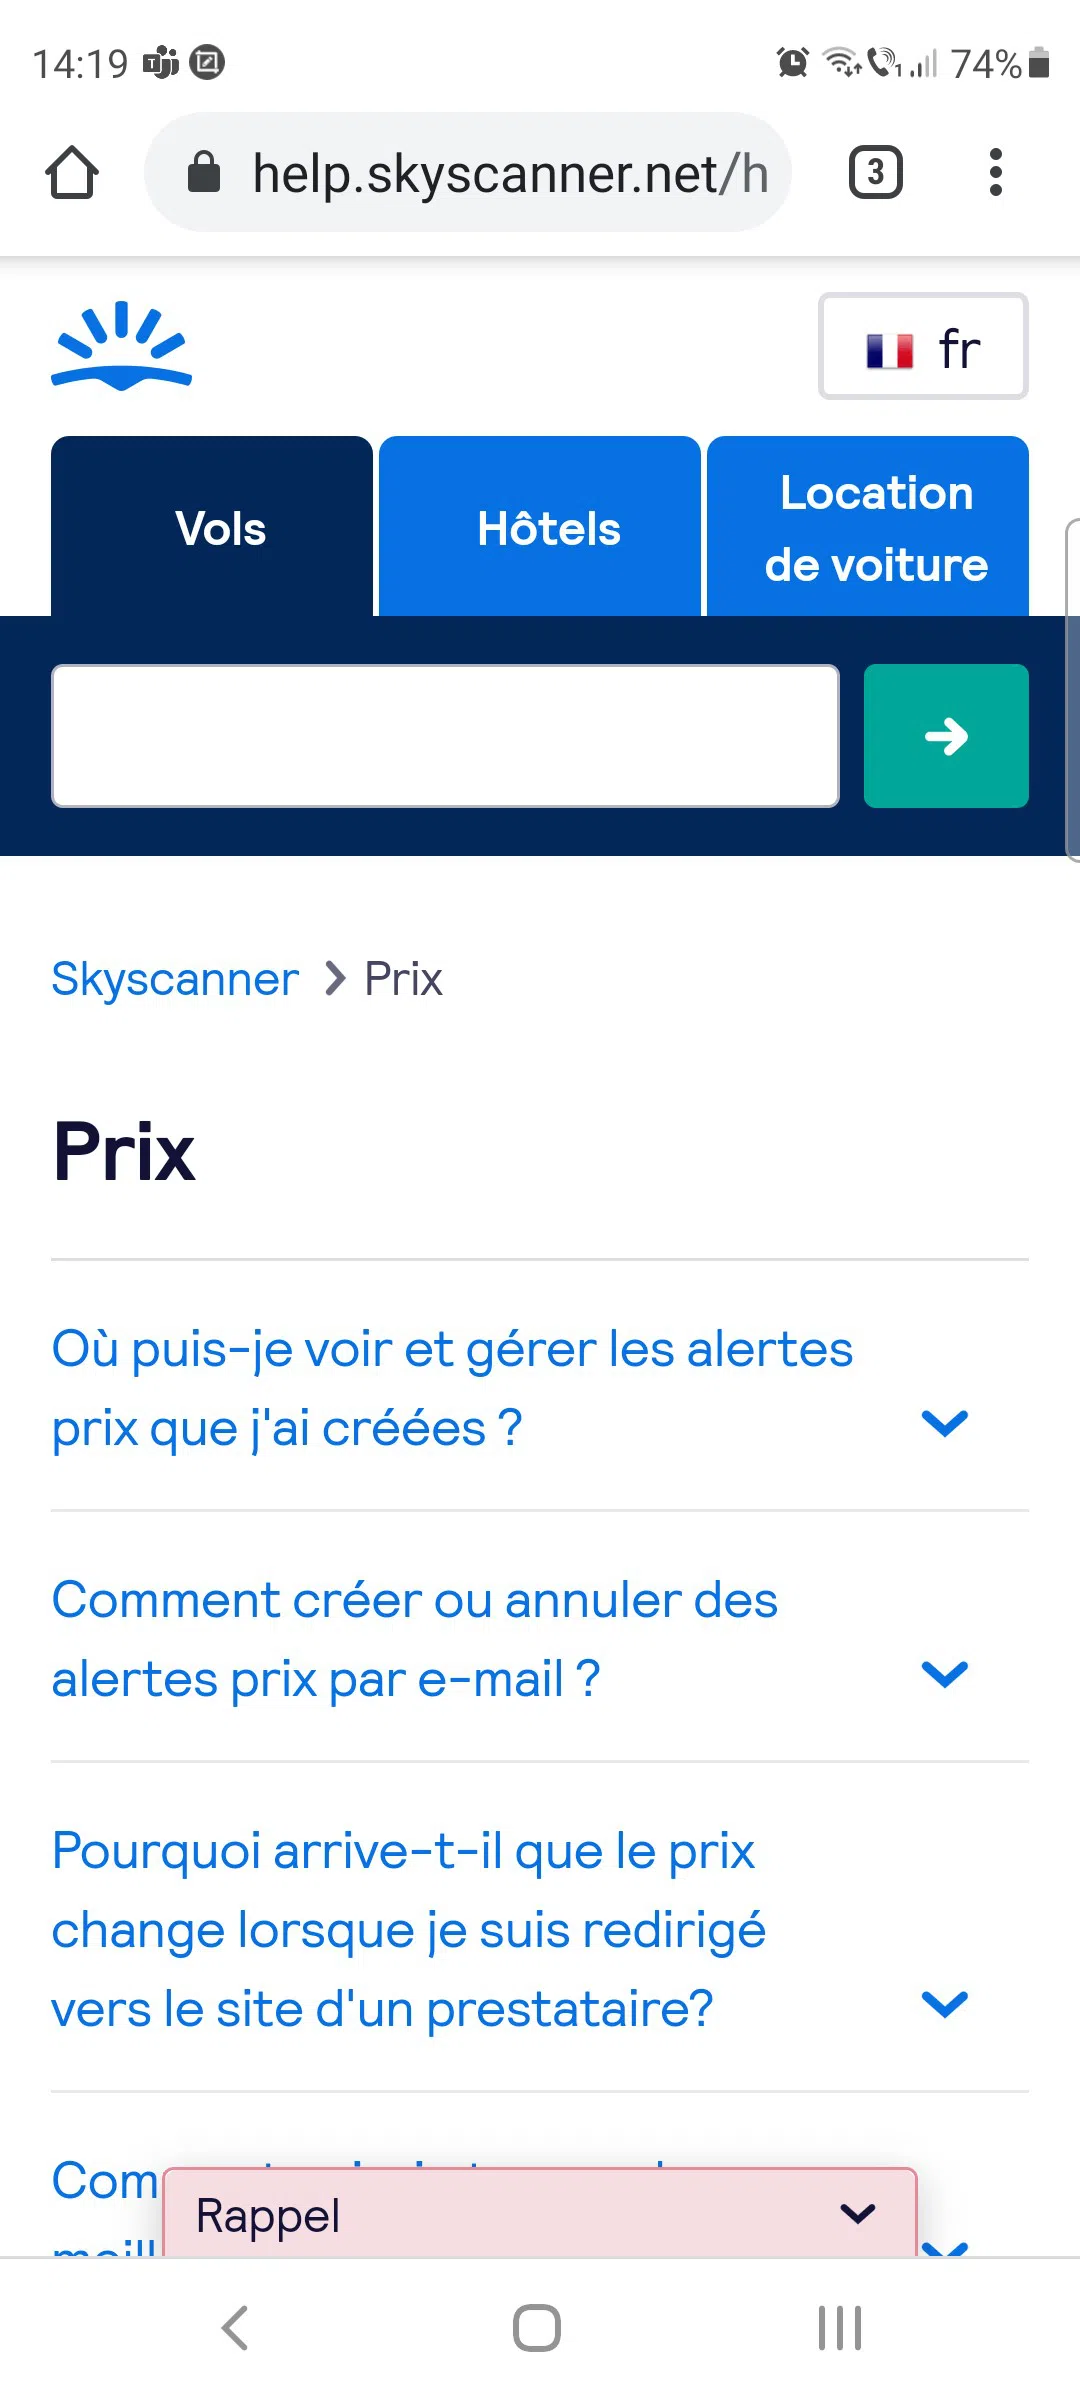 14:19
74%
help.skyscanner.net/h
3
fr
Vols
Hôtels
Location
de voiture
Skyscanner > Prix
Prix
Où puis-je voir et gérer les alertes
prix que j'ai créées ?
Comment créer ou annuler des
alertes prix par e-mail ?
Pourquoi arrive-t-il que le prix
change lorsque je suis redirigé
vers le site d'un prestataire?
Com
Rappel